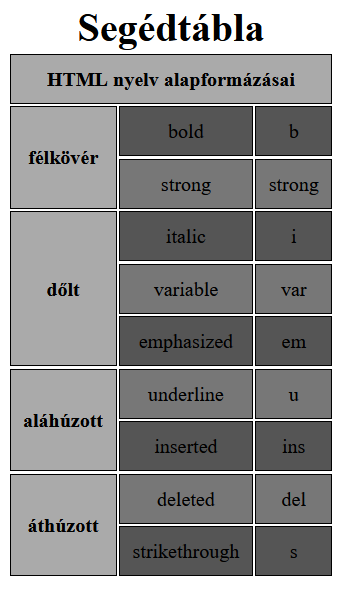 Segédtábla
HTML nyelv alapformázásai
félkövér
bold b
strong strong
dőlt
italic i
variable var
emphasized em
aláhúzott
underline u
inserted ins
áthúzott
deleted del
strikethrough s